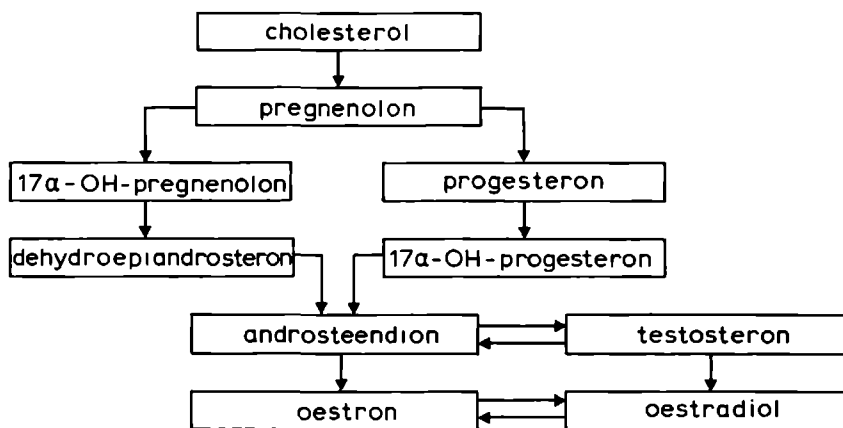 cholesterol
pregnenolon
17α-OH-pregnenolon
progesteron
dehydroepiandrosteron
17α-OH-progesteron
androsteendion
testosteron
oestron
oestradiol